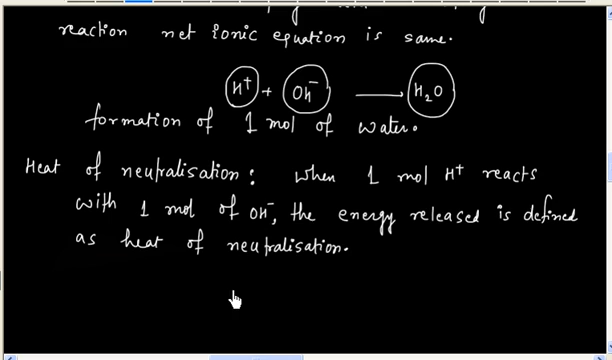 reaction net ionic equation is same.
H⁺ + OH⁻ → H₂O
formation of 1 mol of water.
Heat of neutralisation: When 1 mol H⁺ reacts
with 1 mol of OH⁻, the energy released is defined
as heat of neutralisation.